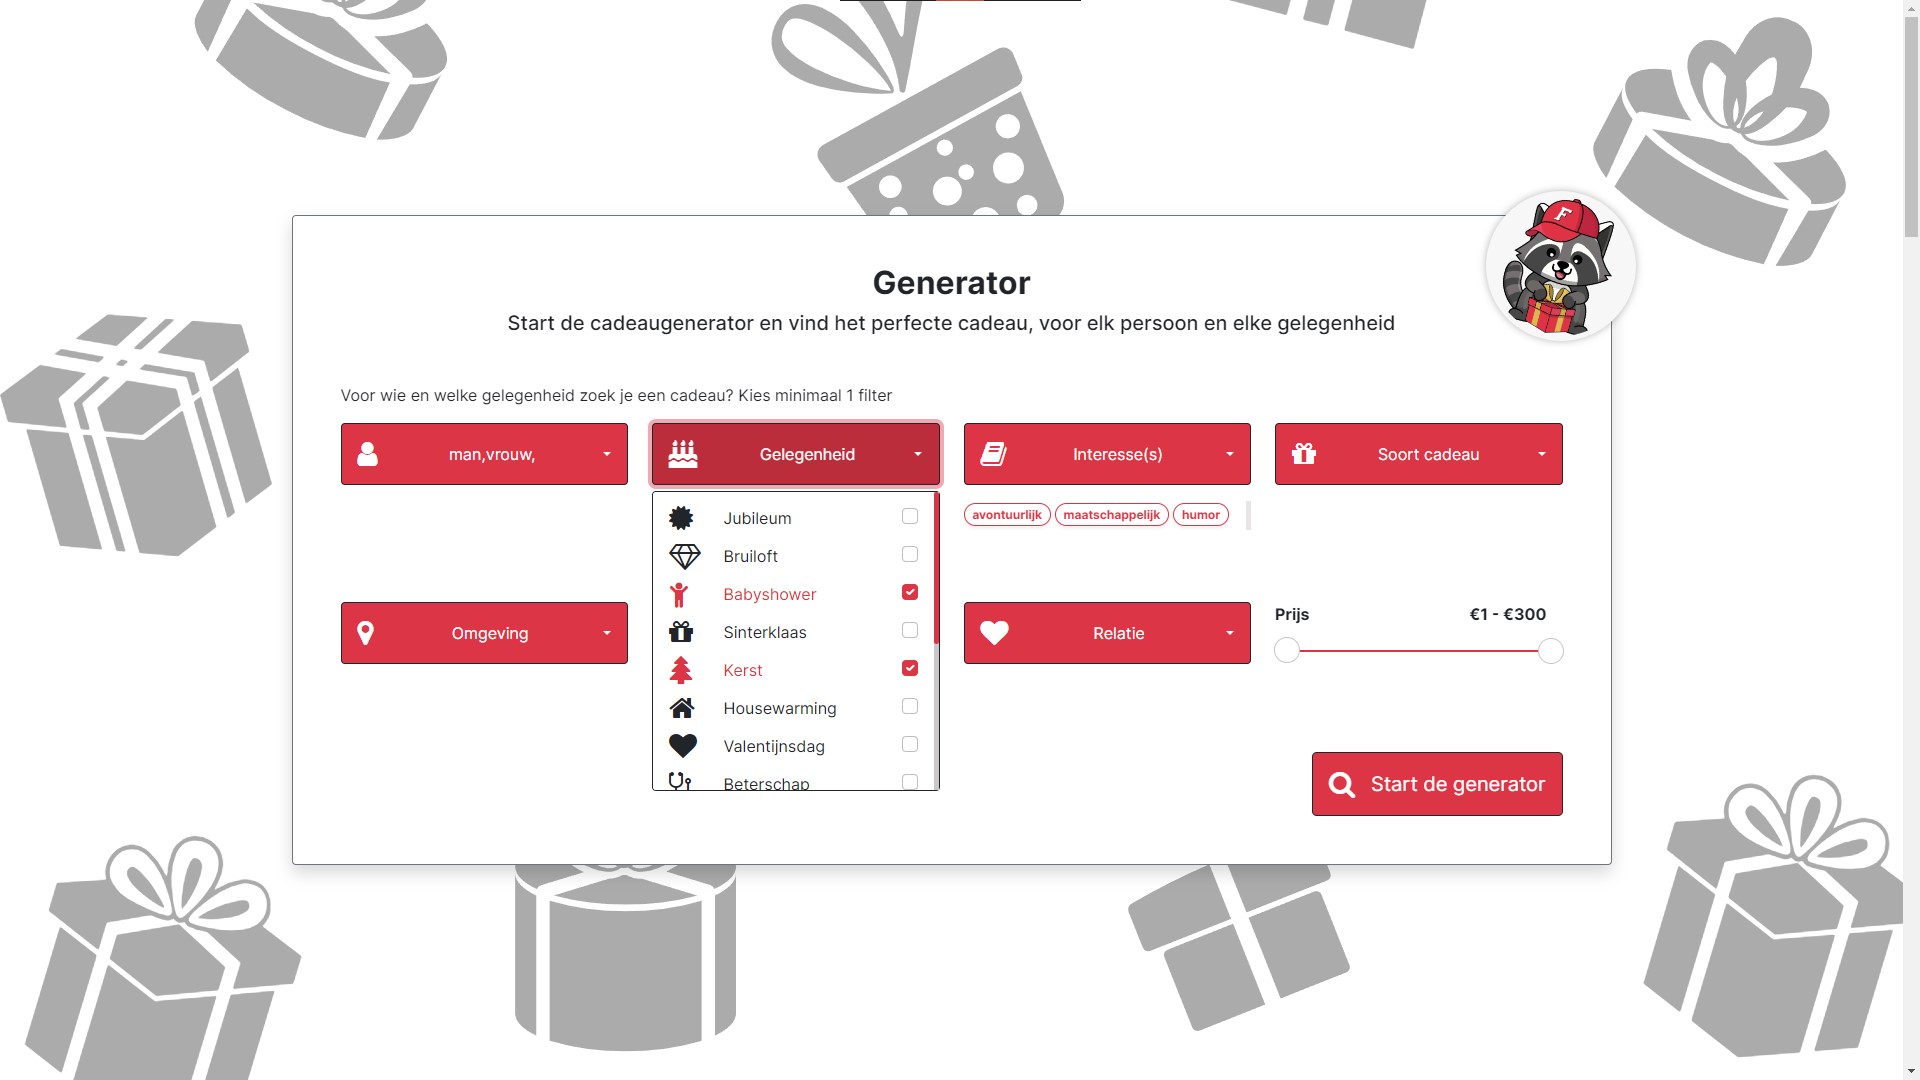 F
Generator
Start de cadeaugenerator en vind het perfecte cadeau, voor elk persoon en elke gelegenheid
Voor wie en welke gelegenheid zoek je een cadeau? Kies minimaal 1 filter
man,vrouw,
Gelegenheid
Interesse(s)
Soort cadeau
avontuurlijk maatschappelijk humor
Jubileum
Bruiloft
Babyshower
Sinterklaas
Kerst
Housewarming
Valentijnsdag
Beterschap
Omgeving
Relatie
Prijs €1 - €300
Start de generator